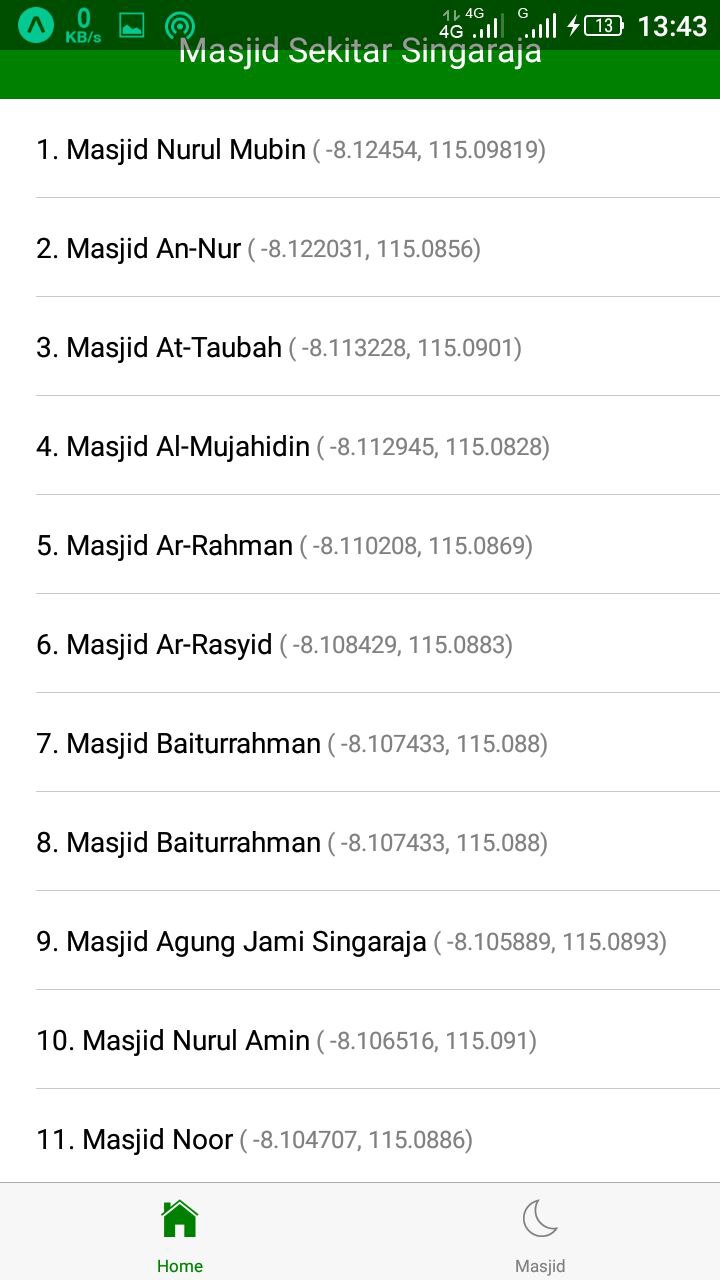 0
KB/s
4G
4G
G
13
13:43
Masjid Sekitar Singaraja
1. Masjid Nurul Mubin ( -8.12454, 115.09819)
2. Masjid An-Nur ( -8.122031, 115.0856)
3. Masjid At-Taubah ( -8.113228, 115.0901)
4. Masjid Al-Mujahidin ( -8.112945, 115.0828)
5. Masjid Ar-Rahman ( -8.110208, 115.0869)
6. Masjid Ar-Rasyid ( -8.108429, 115.0883)
7. Masjid Baiturrahman ( -8.107433, 115.088)
8. Masjid Baiturrahman ( -8.107433, 115.088)
9. Masjid Agung Jami Singaraja ( -8.105889, 115.0893)
10. Masjid Nurul Amin ( -8.106516, 115.091)
11. Masjid Noor ( -8.104707, 115.0886)
Home
Masjid